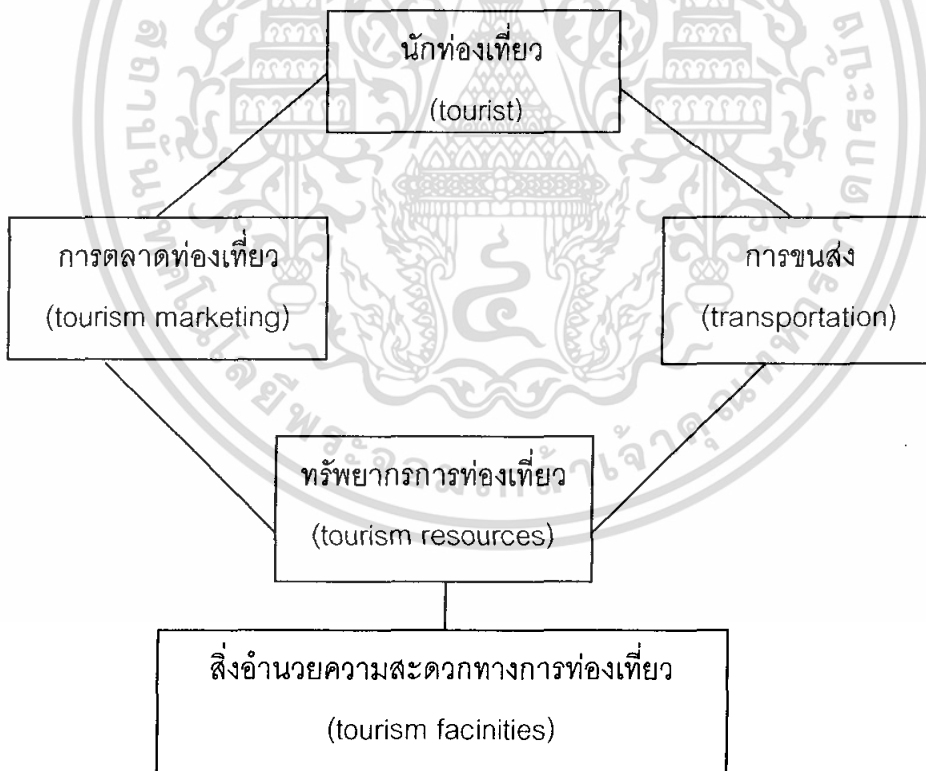 นักท่องเที่ยว
(tourist)
การตลาดท่องเที่ยว
(tourism marketing)
การขนส่ง
(transportation)
ทรัพยากรการท่องเที่ยว
(tourism resources)
สิ่งอำนวยความสะดวกทางการท่องเที่ยว
(tourism facinities)